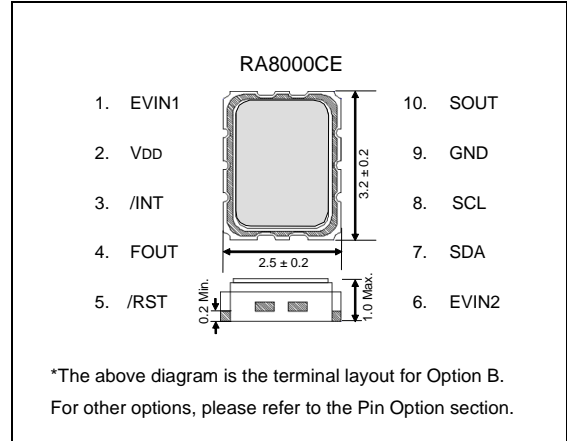 RA8000CE
1. EVIN1
2. VDD
3. /INT
4. FOUT
5. /RST
10. SOUT
9. GND
8. SCL
7. SDA
6. EVIN2
3.2 ± 0.2
2.5 ± 0.2
0.2 Min.
1.0 Max.
*The above diagram is the terminal layout for Option B.
For other options, please refer to the Pin Option section.